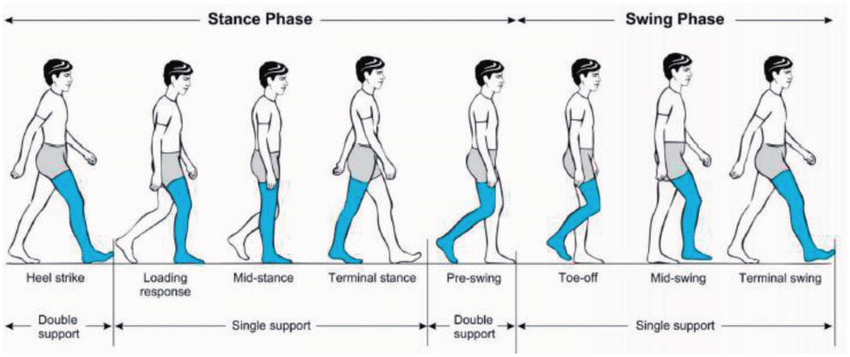 Stance Phase
Swing Phase
Heel strike
Loading
response
Mid-stance
Terminal stance
Pre-swing
Toe-off
Mid-swing
Terminal swing
Double
support
Single support
Double
support
Single support